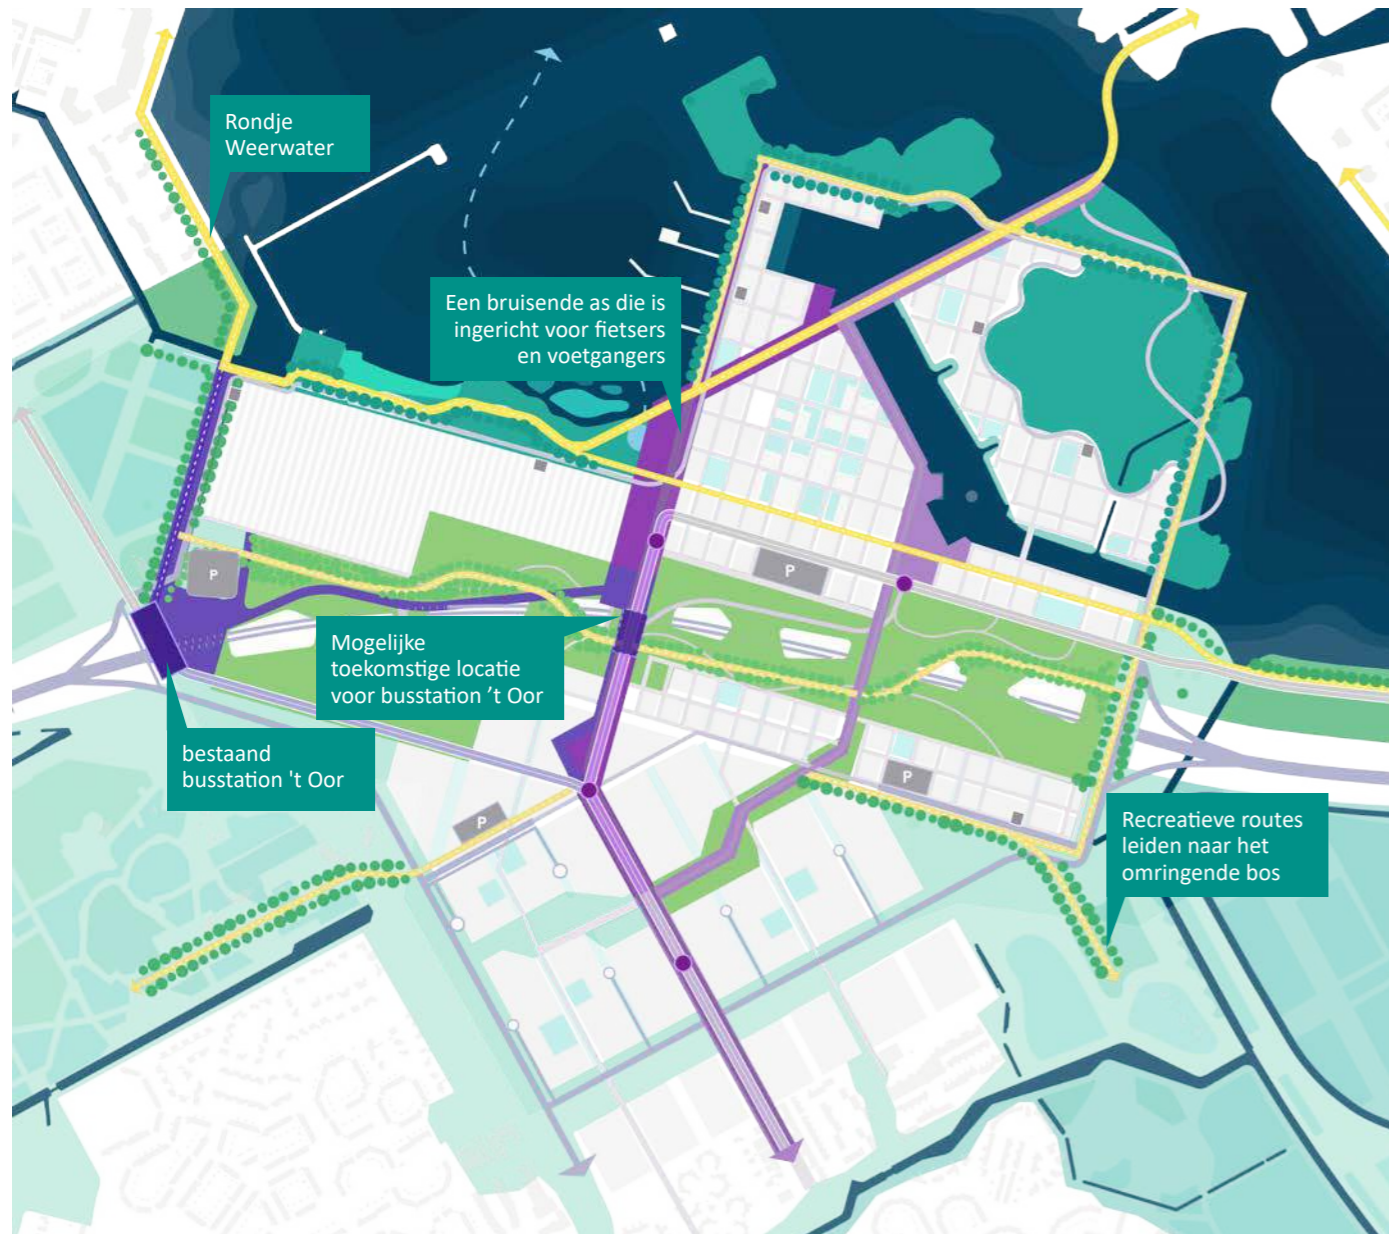 Rondje
Weerwater
Een bruisende as die is
ingericht voor fietsers
en voetgangers
P
P
Mogelijke
toekomstige locatie
voor busstation ’t Oor
bestaand
busstation 't Oor
P
P
Recreatieve routes
leiden naar het
omringende bos